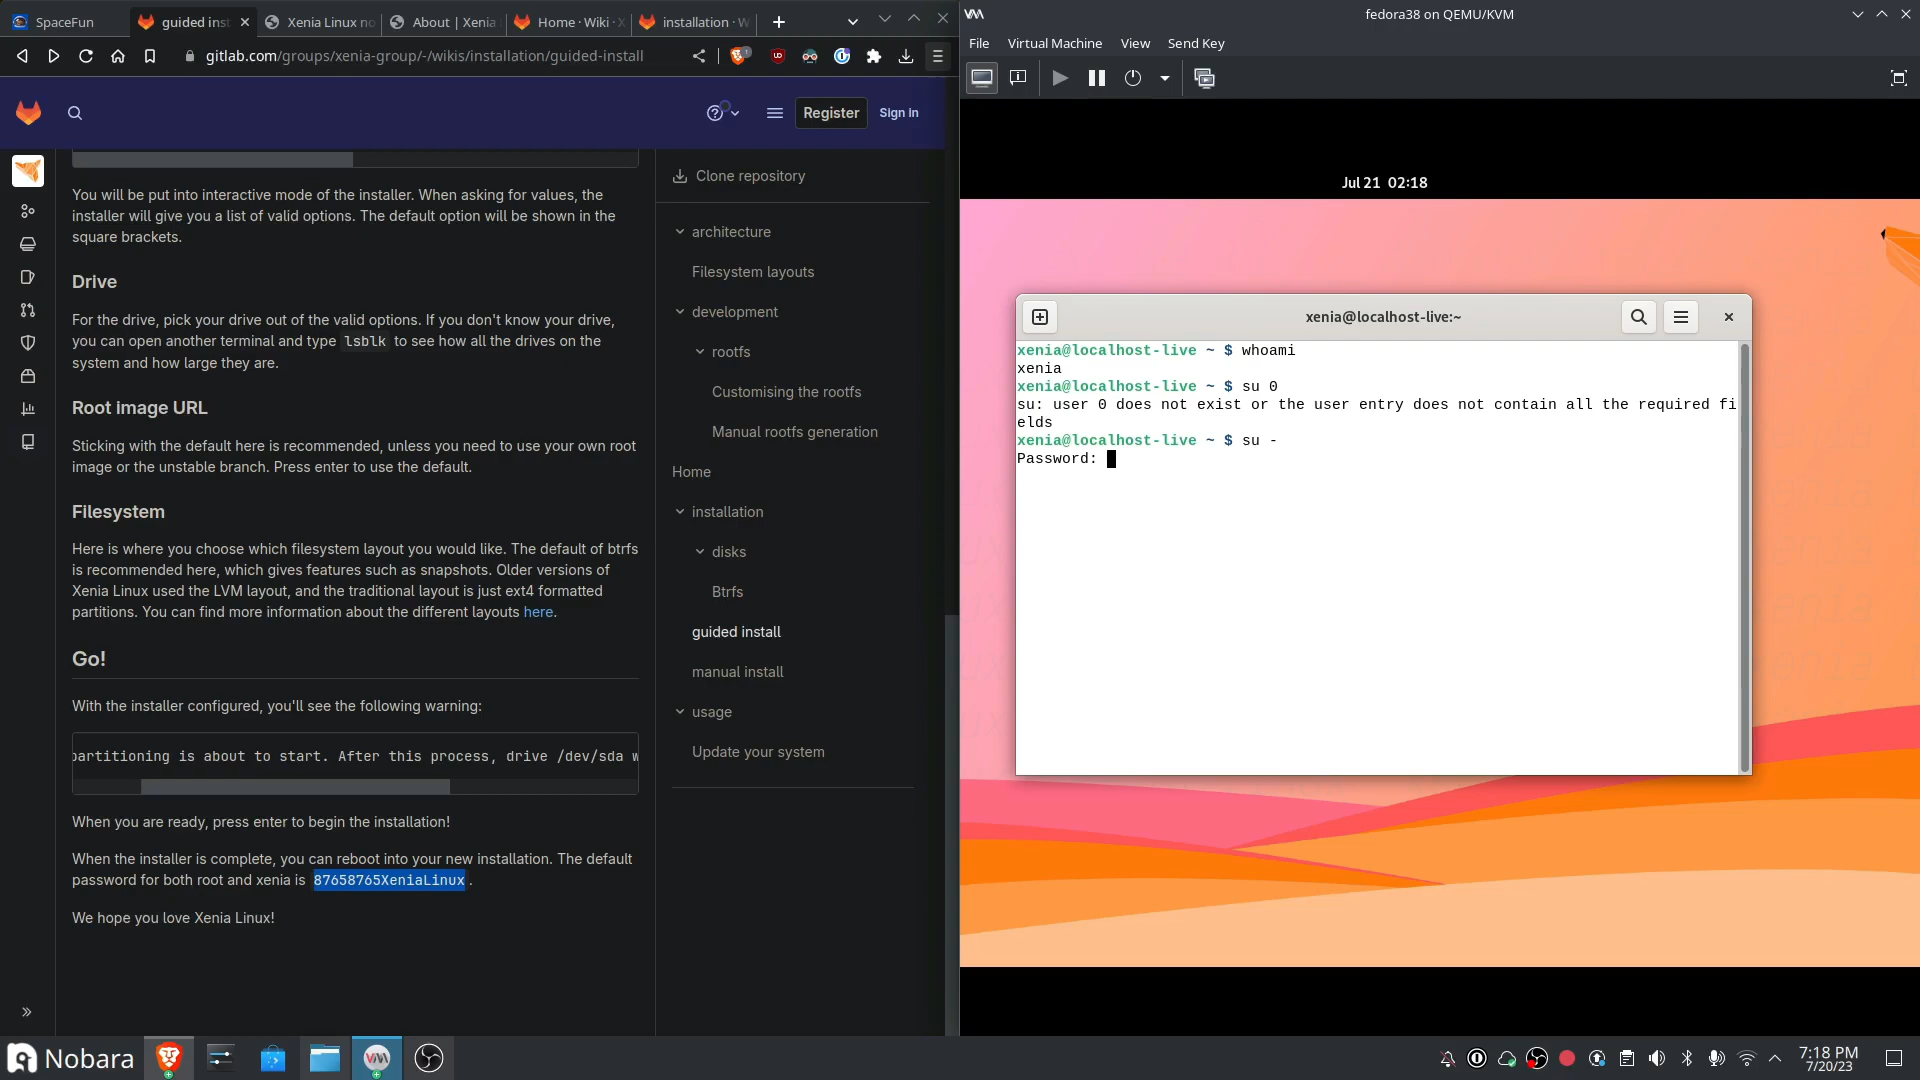 SpaceFun
guided inst
Xenia Linux no
About | Xenia
Home · Wiki · X
installation · W
gitlab.com/groups/xenia-group/-/wikis/installation/guided-install
Register
Sign in
You will be put into interactive mode of the installer. When asking for values, the
installer will give you a list of valid options. The default option will be shown in the
square brackets.
Drive
For the drive, pick your drive out of the valid options. If you don't know your drive,
you can open another terminal and type lsblk to see how all the drives on the
system and how large they are.
Root image URL
Sticking with the default here is recommended, unless you need to use your own root
image or the unstable branch. Press enter to use the default.
Filesystem
Here is where you choose which filesystem layout you would like. The default of btrfs
is recommended here, which gives features such as snapshots. Older versions of
Xenia Linux used the LVM layout, and the traditional layout is just ext4 formatted
partitions. You can find more information about the different layouts here.
Go!
With the installer configured, you'll see the following warning:
partitioning is about to start. After this process, drive /dev/sda w
When you are ready, press enter to begin the installation!
When the installer is complete, you can reboot into your new installation. The default
password for both root and xenia is 87658765XeniaLinux.
We hope you love Xenia Linux!
Clone repository
architecture
Filesystem layouts
development
rootfs
Customising the rootfs
Manual rootfs generation
Home
installation
disks
Btrfs
guided install
manual install
usage
Update your system
fedora38 on QEMU/KVM
File
Virtual Machine
View
Send Key
Jul 21 02:18
xenia@localhost-live:~
xenia@localhost-live ~ $ whoami
xenia
xenia@localhost-live ~ $ su 0
su: user 0 does not exist or the user entry does not contain all the required fi
elds
xenia@localhost-live ~ $ su -
Password:
Nobara
7:18 PM
7/20/23